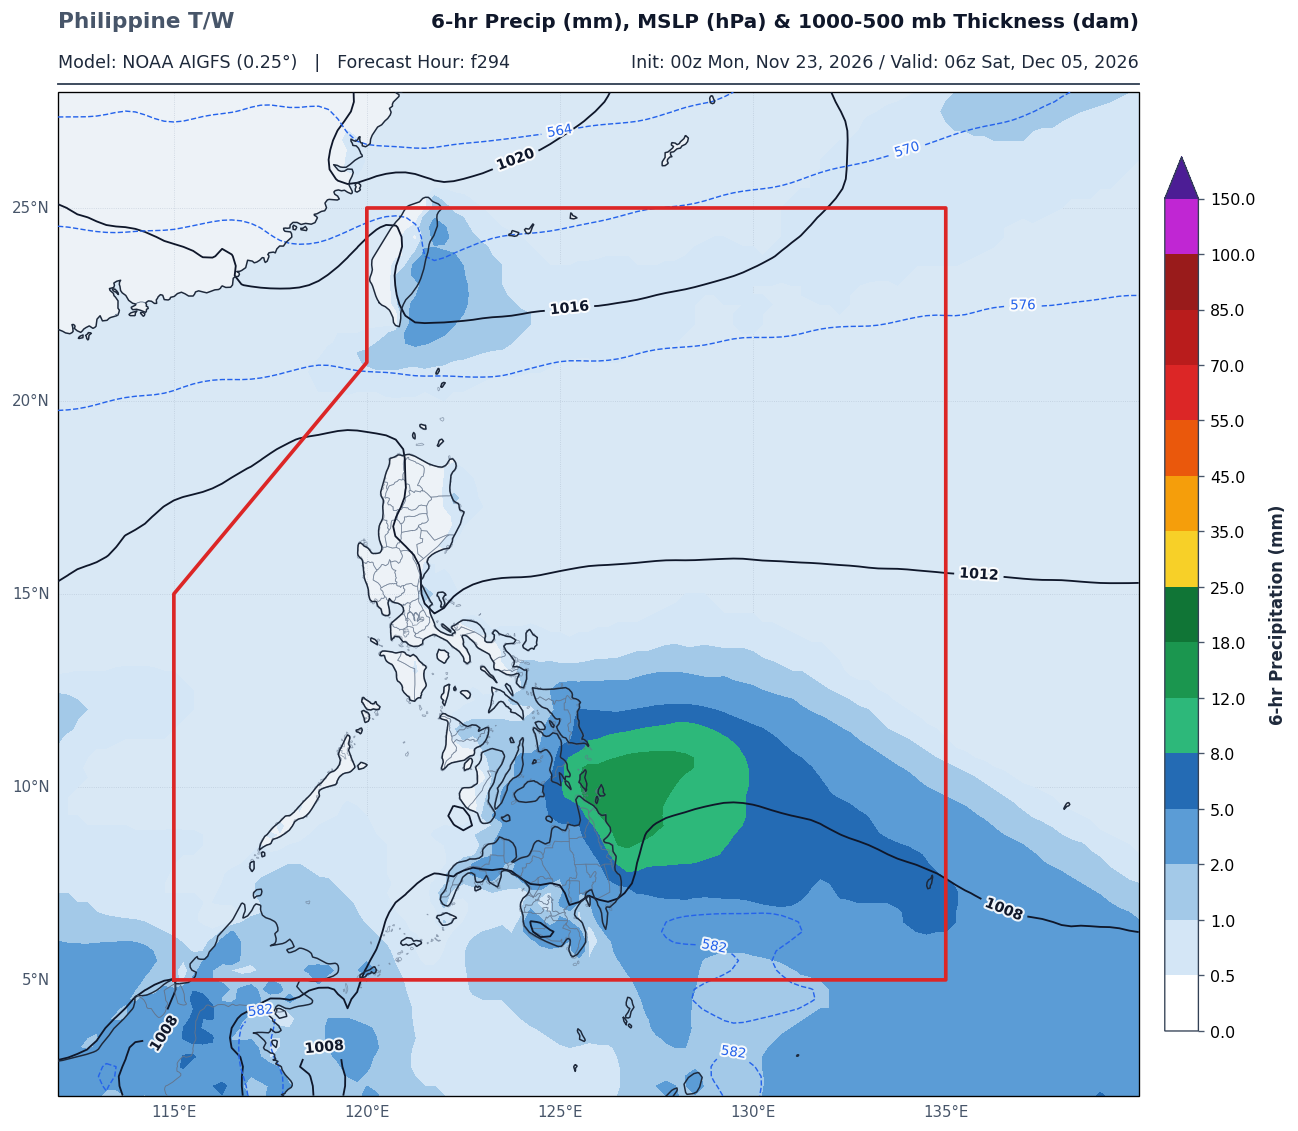 Philippine T/W
6-hr Precip (mm), MSLP (hPa) & 1000-500 mb Thickness (dam)
Model: NOAA AIGFS (0.25°) | Forecast Hour: f294
Init: 00z Mon, Nov 23, 2026 / Valid: 06z Sat, Dec 05, 2026
564
1020
570
25°N
1016
576
20°N
1012
15°N
10°N
1008
582
5°N
582
1008
1008
582
115°E
120°E
125°E
130°E
135°E
150.0
100.0
85.0
70.0
55.0
45.0
35.0
25.0
18.0
12.0
8.0
5.0
2.0
1.0
0.5
0.0
6-hr Precipitation (mm)